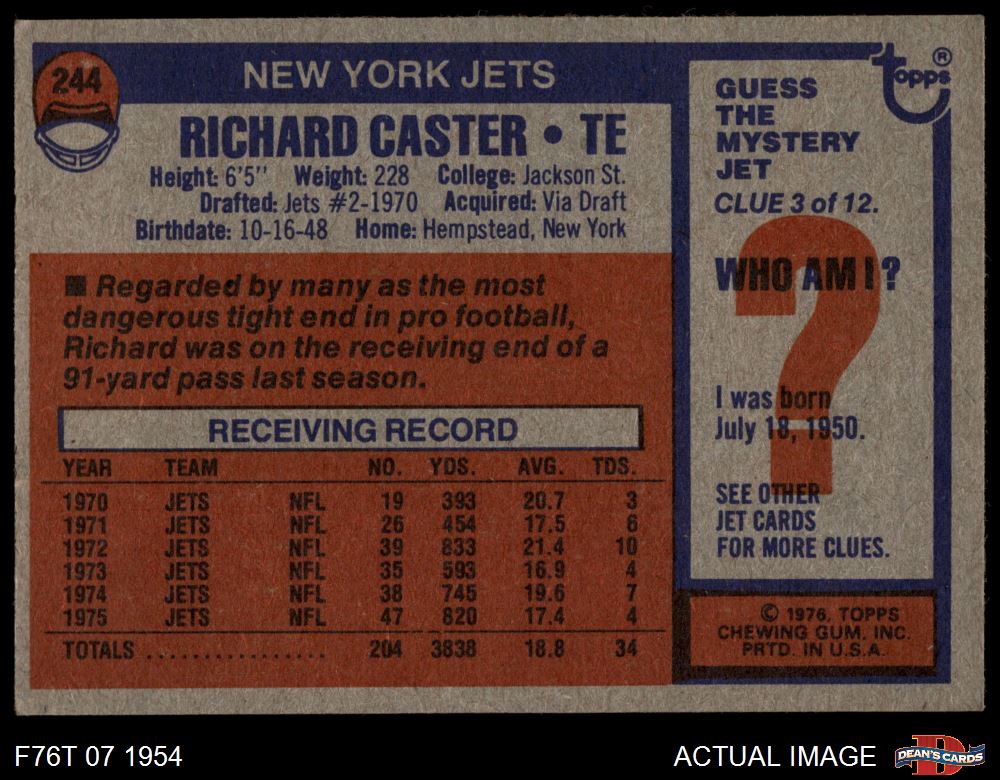 244
NEW YORK JETS
RICHARD CASTER • TE
Height: 6'5" Weight: 228 College: Jackson St.
Drafted: Jets #2-1970 Acquired: Via Draft
Birthdate: 10-16-48 Home: Hempstead, New York
■ Regarded by many as the most
dangerous tight end in pro football,
Richard was on the receiving end of a
91-yard pass last season.
RECEIVING RECORD
YEAR TEAM NO. YDS. AVG. TDS.
1970 JETS NFL 19 393 20.7 3
1971 JETS NFL 26 454 17.5 6
1972 JETS NFL 39 833 21.4 10
1973 JETS NFL 35 593 16.9 4
1974 JETS NFL 38 745 19.6 7
1975 JETS NFL 47 820 17.4 4
TOTALS ................. 204 3838 18.8 34
topps®
GUESS
THE
MYSTERY
JET
CLUE 3 of 12.
?
WHO AM I?
I was born
July 18, 1950.
SEE OTHER
JET CARDS
FOR MORE CLUES.
© 1976, TOPPS
CHEWING GUM, INC.
PRTD. IN U.S.A.
F76T 07 1954
ACTUAL IMAGE
D
DEAN'S CARDS